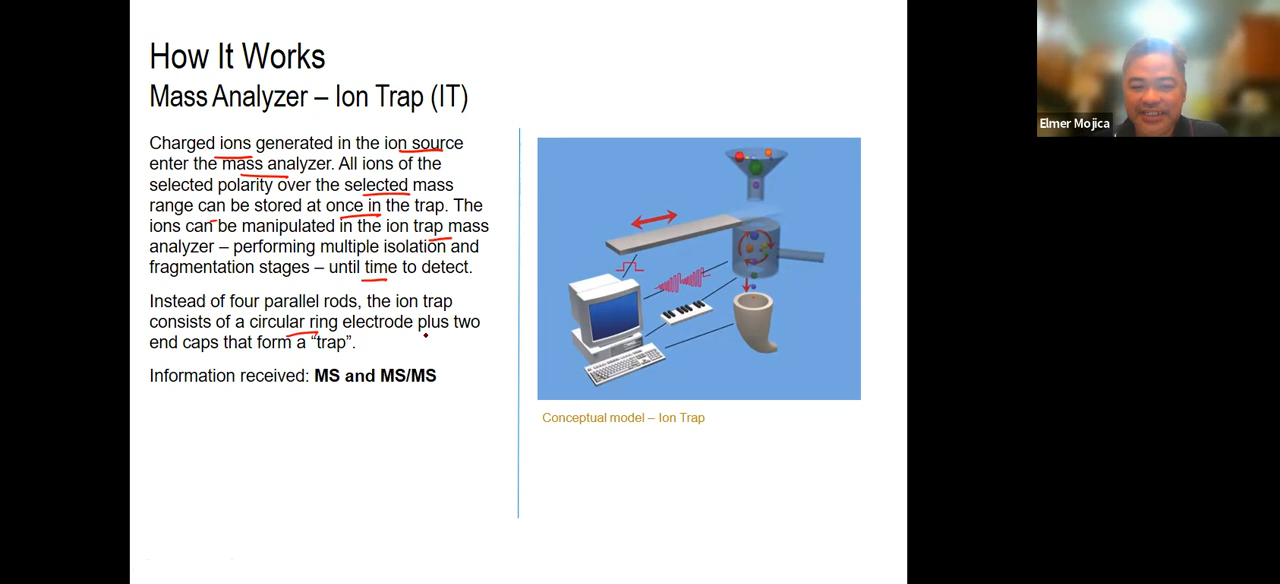 How It Works
Mass Analyzer – Ion Trap (IT)
Charged ions generated in the ion source
enter the mass analyzer. All ions of the
selected polarity over the selected mass
range can be stored at once in the trap. The
ions can be manipulated in the ion trap mass
analyzer – performing multiple isolation and
fragmentation stages – until time to detect.
Instead of four parallel rods, the ion trap
consists of a circular ring electrode plus two
end caps that form a “trap”.
Information received: MS and MS/MS
Conceptual model – Ion Trap
Elmer Mojica